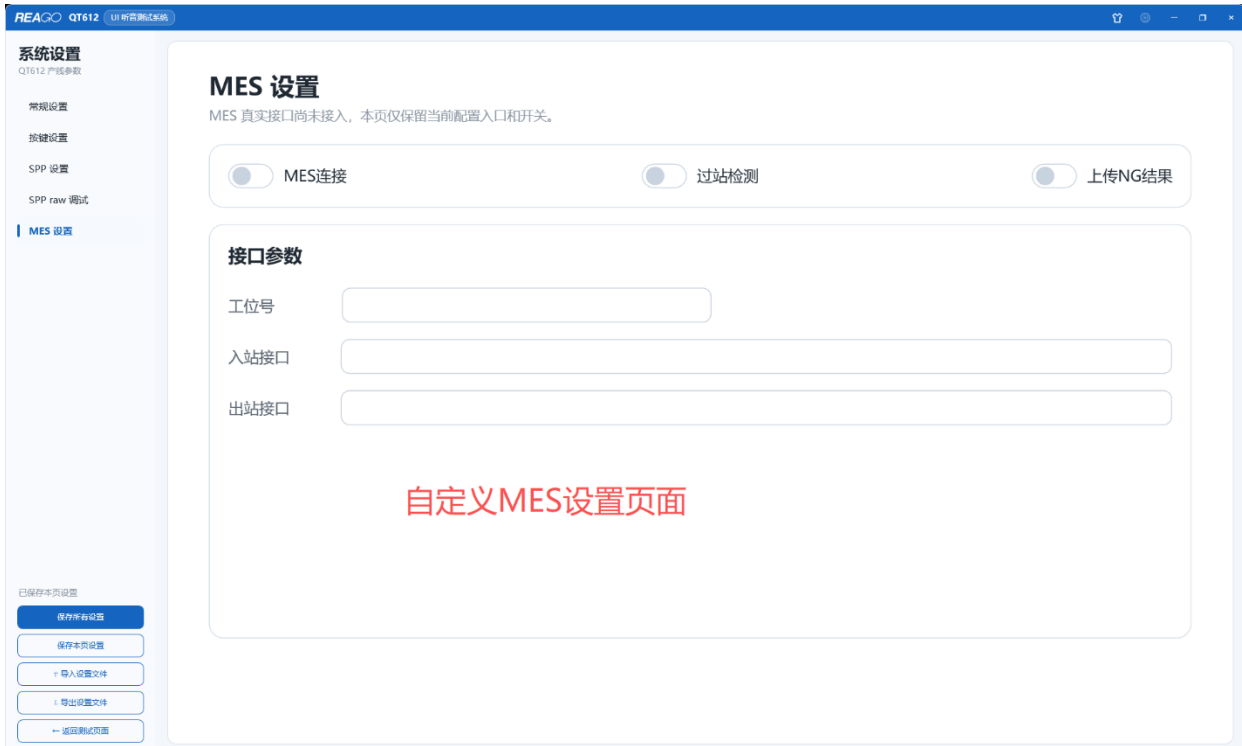 REAGO QT612 UI 听音测试系统
系统设置
QT612 产线参数
常规设置
按键设置
SPP 设置
SPP raw 调试
MES 设置
已保存本页设置
保存所有设置
保存本页设置
↑ 导入设置文件
↓ 导出设置文件
← 返回测试页面
MES 设置
MES 真实接口尚未接入，本页仅保留当前配置入口和开关。
MES连接
过站检测
上传NG结果
接口参数
工位号
入站接口
出站接口
自定义MES设置页面